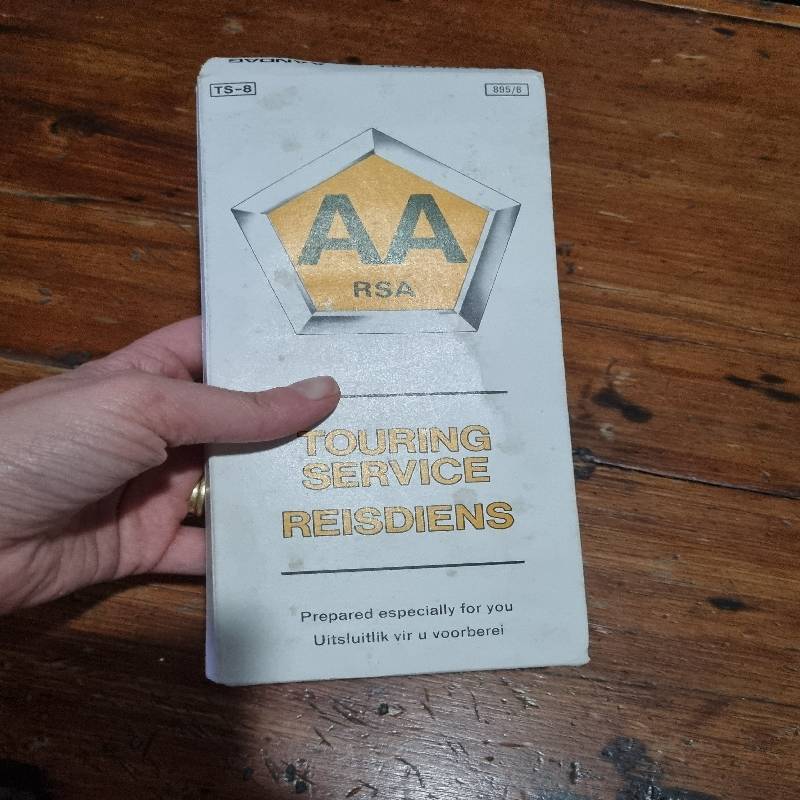 TS-8
895/8
AA
RSA
TOURING
SERVICE
REISDIENS
Prepared especially for you
Uitsluitlik vir u voorberei